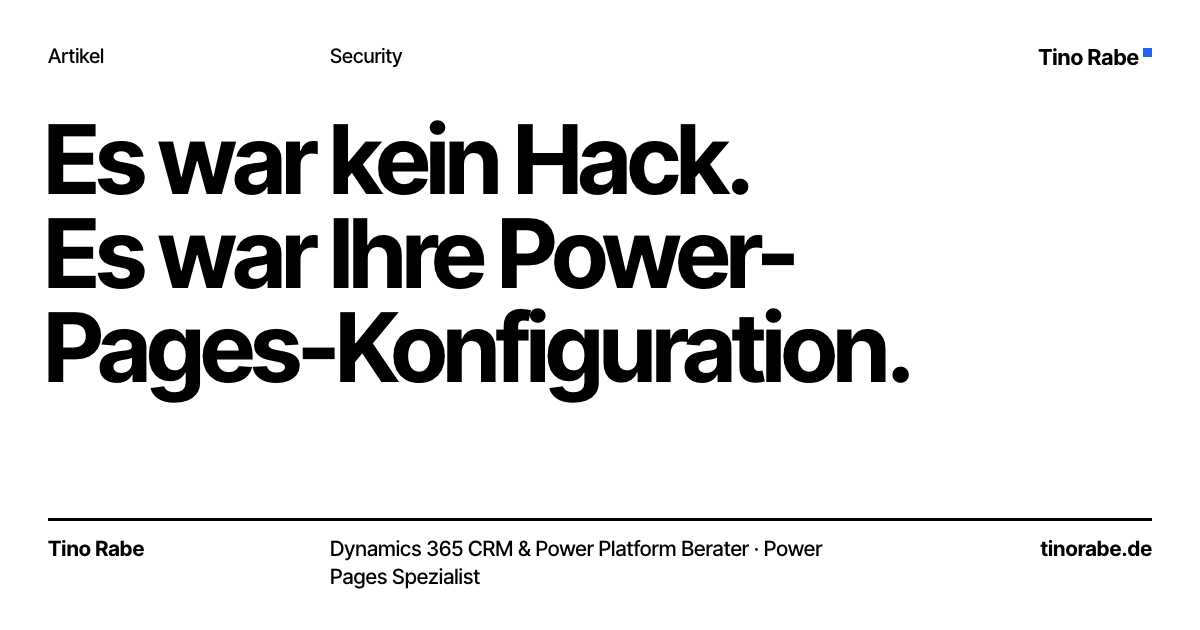 Artikel
Security
Tino Rabe
Es war kein Hack.
Es war Ihre Power-
Pages-Konfiguration.
Tino Rabe
Dynamics 365 CRM & Power Platform Berater · Power
Pages Spezialist
tinorabe.de